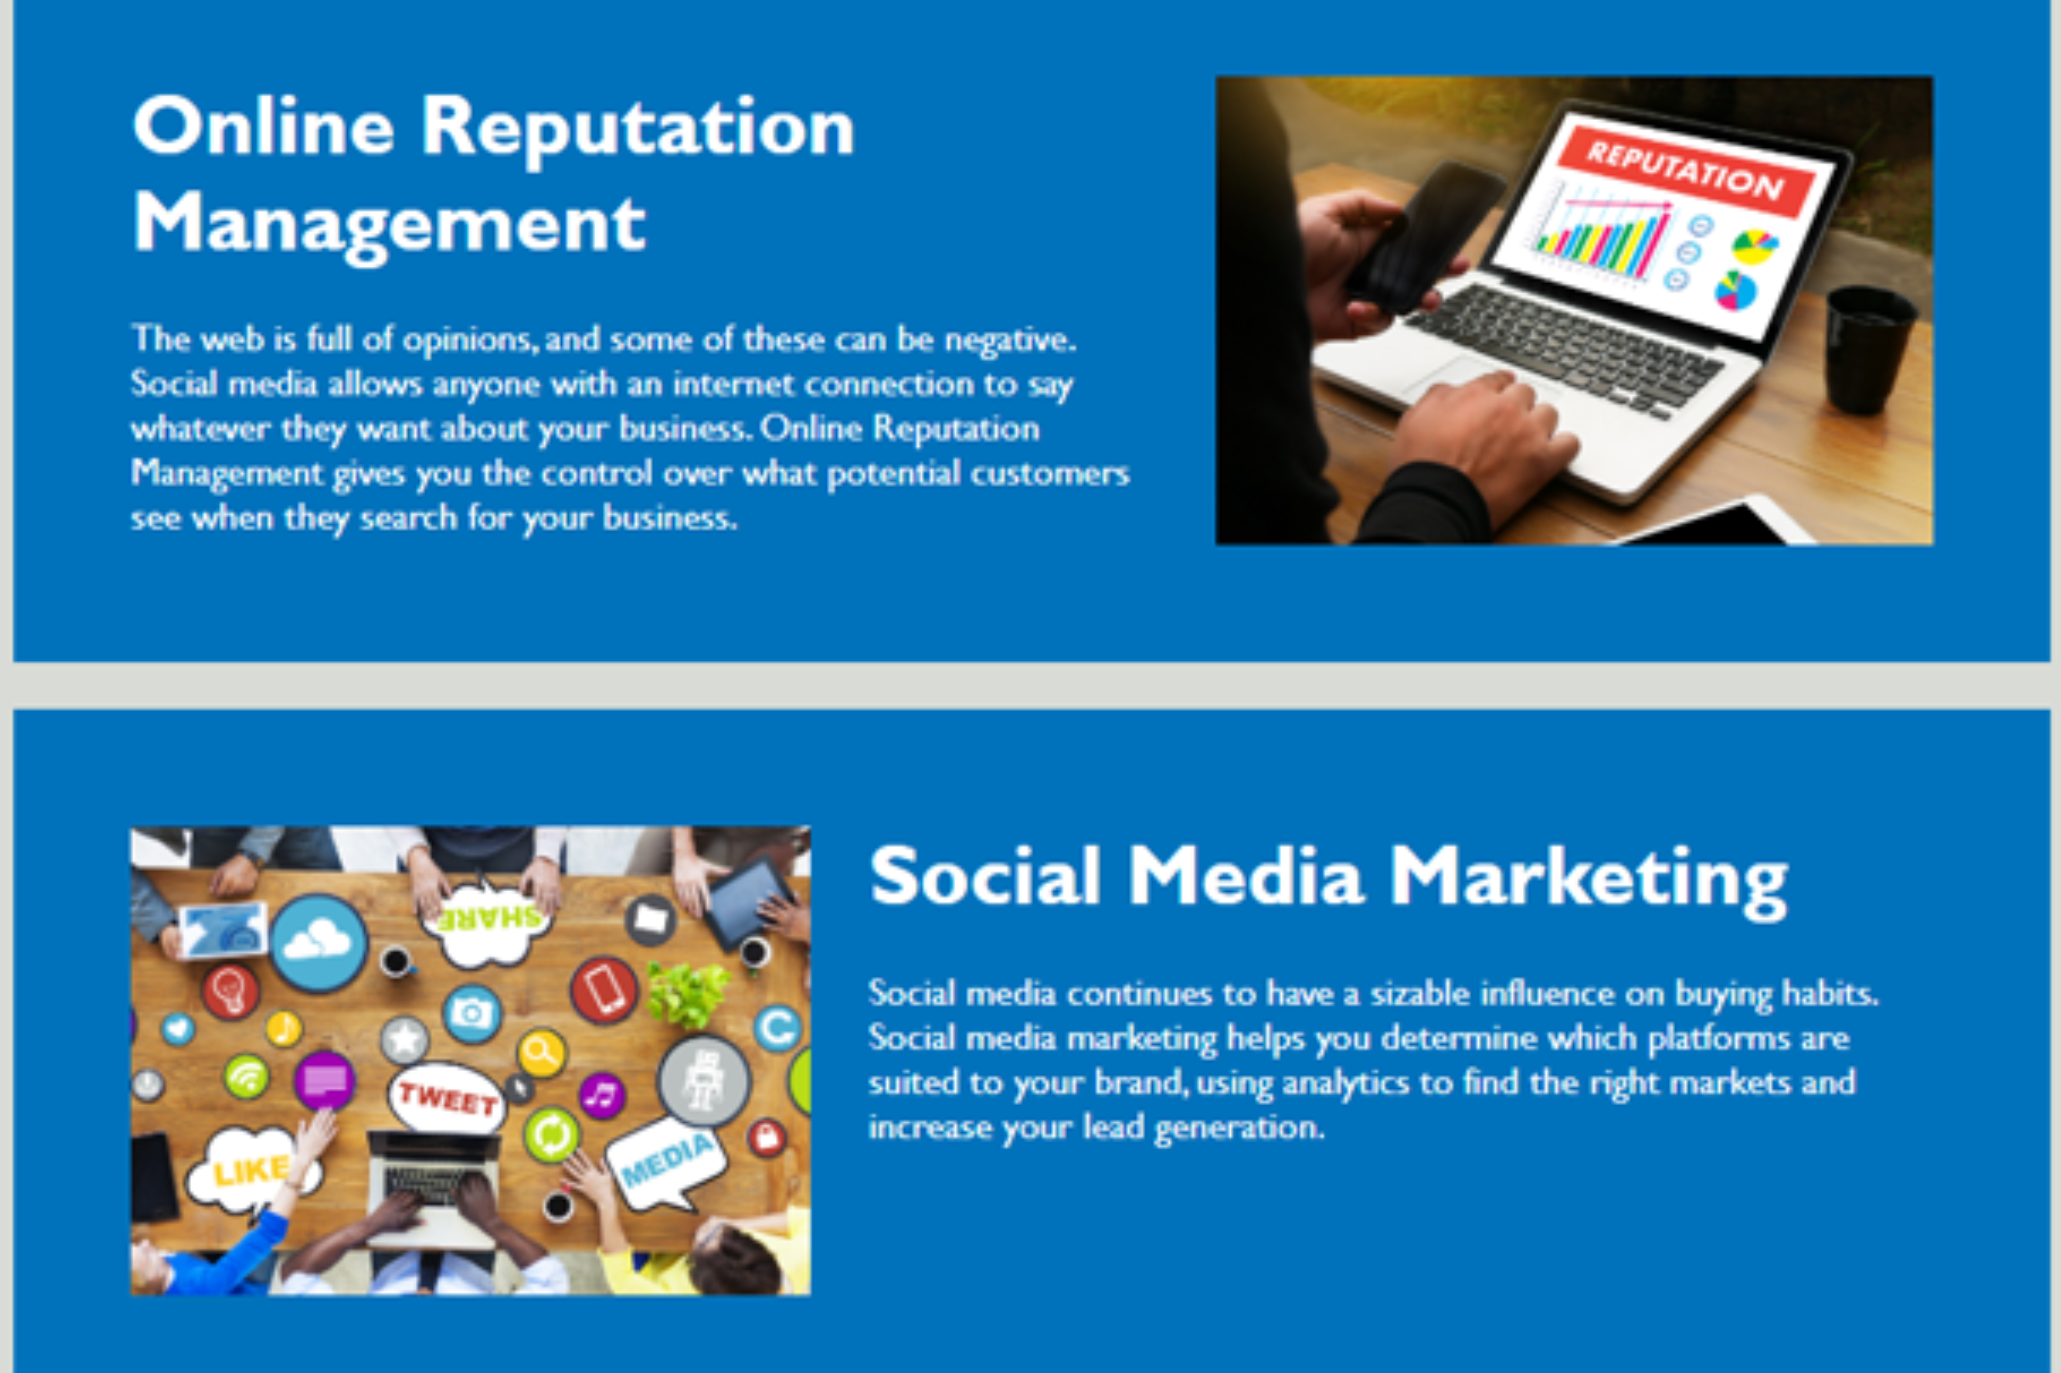 Online Reputation
Management
The web is full of opinions, and some of these can be negative.
Social media allows anyone with an internet connection to say
whatever they want about your business. Online Reputation
Management gives you the control over what potential customers
see when they search for your business.
REPUTATION
SHARE
TWEET
LIKE
MEDIA
Social Media Marketing
Social media continues to have a sizable influence on buying habits.
Social media marketing helps you determine which platforms are
suited to your brand, using analytics to find the right markets and
increase your lead generation.